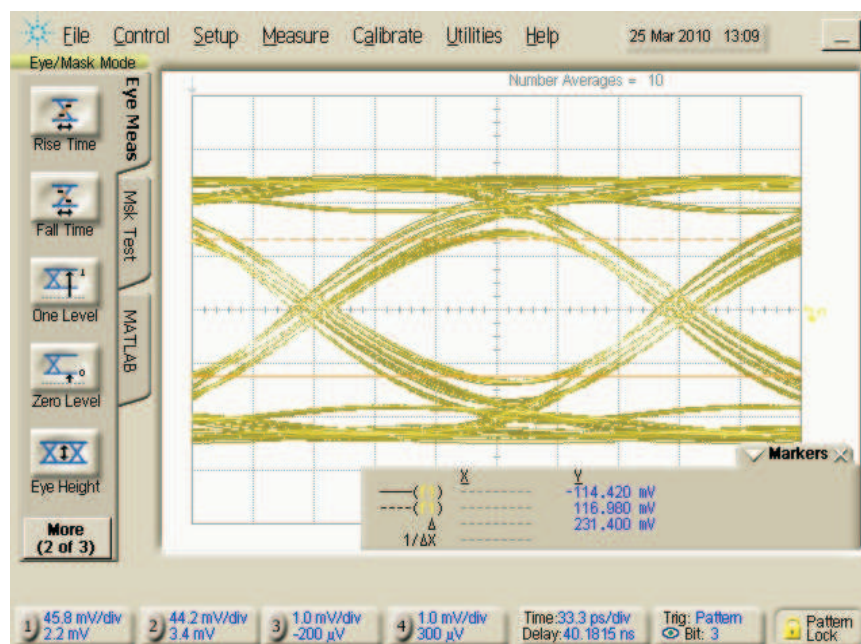 File Control Setup Measure Calibrate Utilities Help 25 Mar 2010 13:09
Eye/Mask Mode
Number Averages = 10
Eye Meas
Msk Test
MATLAB
Rise Time
Fall Time
One Level
Zero Level
Eye Height
More
(2 of 3)
Markers
X Y
-114.420 mV
116.980 mV
Δ 231.400 mV
1/ΔX
1 45.8 mV/div
2.2 mV
2 44.2 mV/div
3.4 mV
3 1.0 mV/div
-200 µV
4 1.0 mV/div
300 µV
Time:33.3 ps/div
Delay:40.1815 ns
Trig: Pattern
Bit: 3
Pattern
Lock